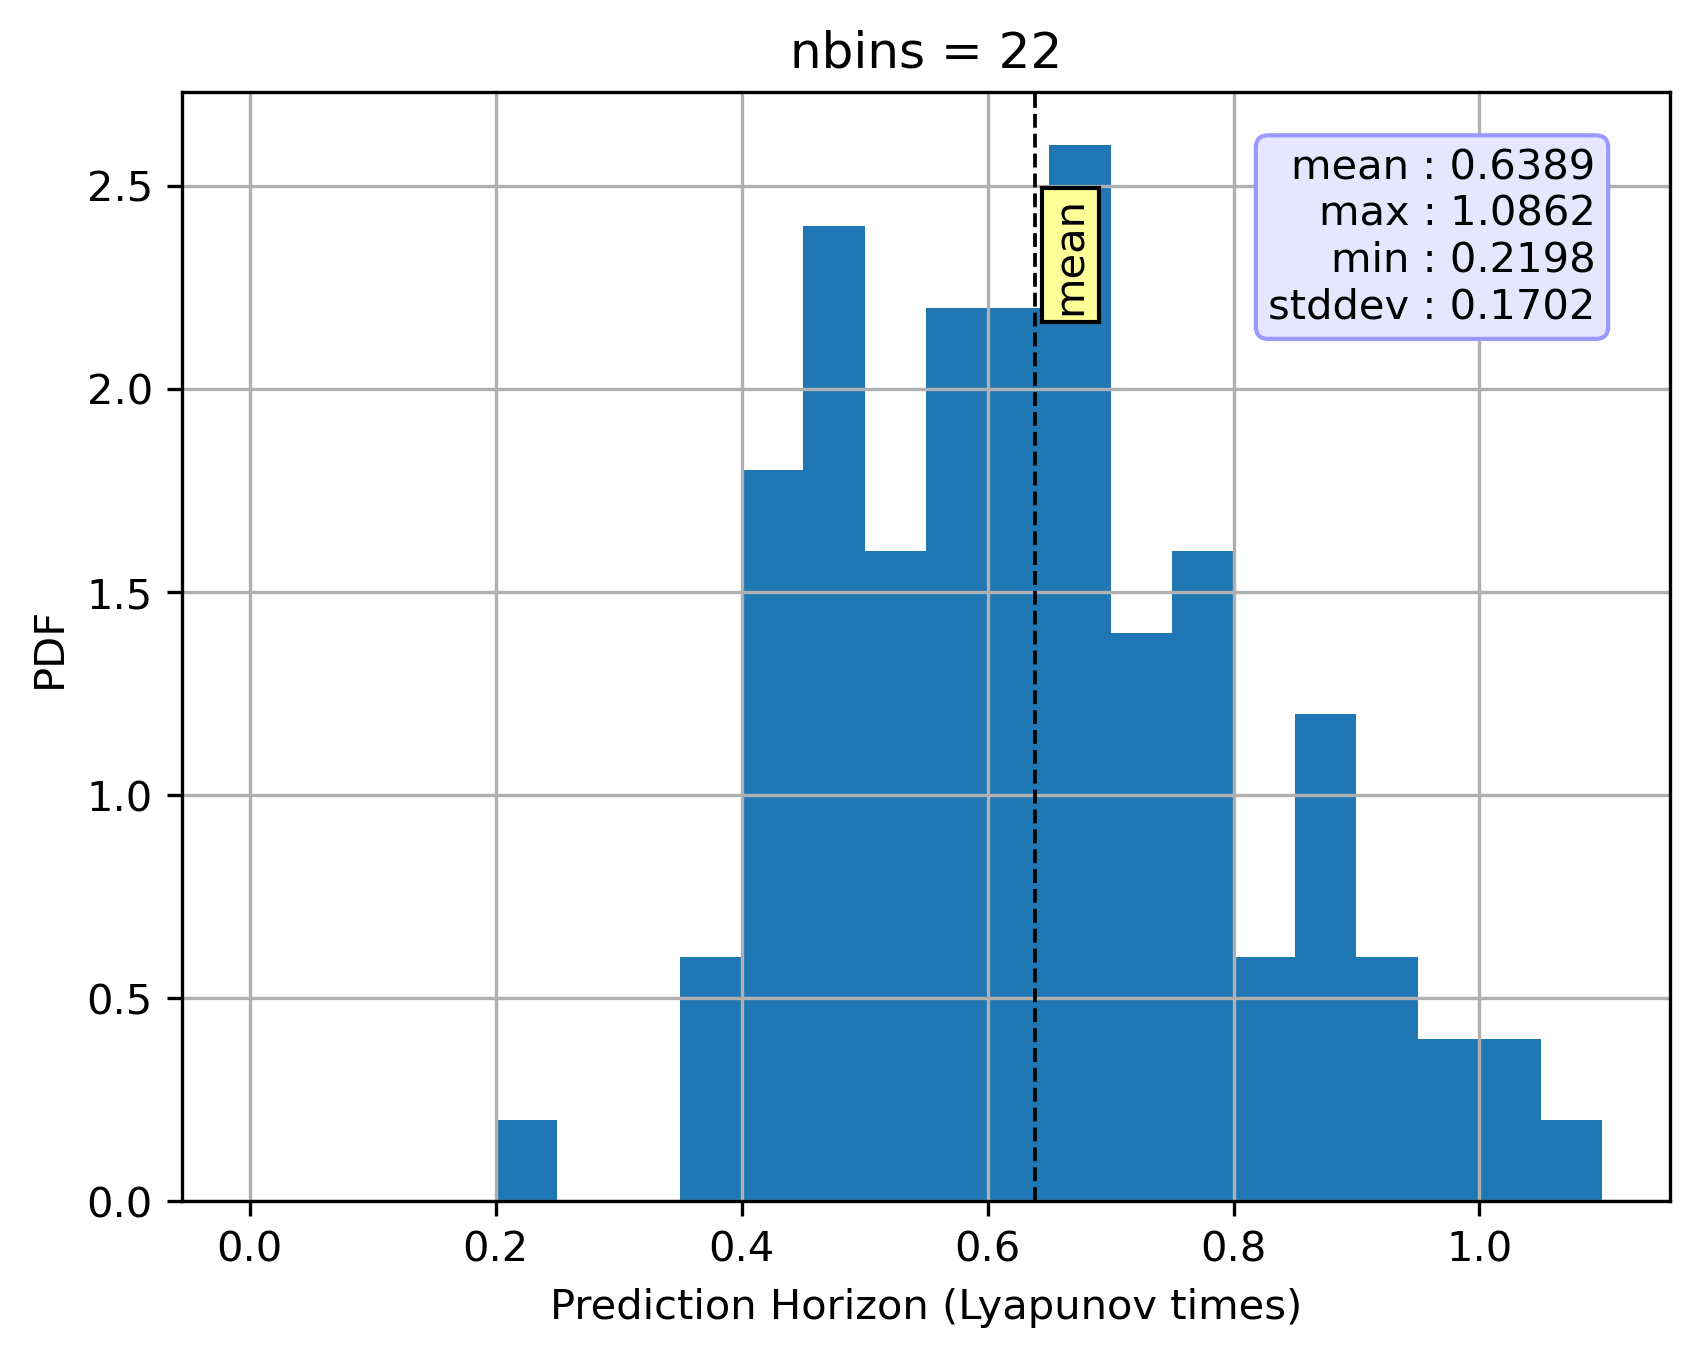 nbins = 22
mean : 0.6389
max : 1.0862
min : 0.2198
stddev : 0.1702
mean
PDF
2.5
2.0
1.5
1.0
0.5
0.0
0.0 0.2 0.4 0.6 0.8 1.0
Prediction Horizon (Lyapunov times)